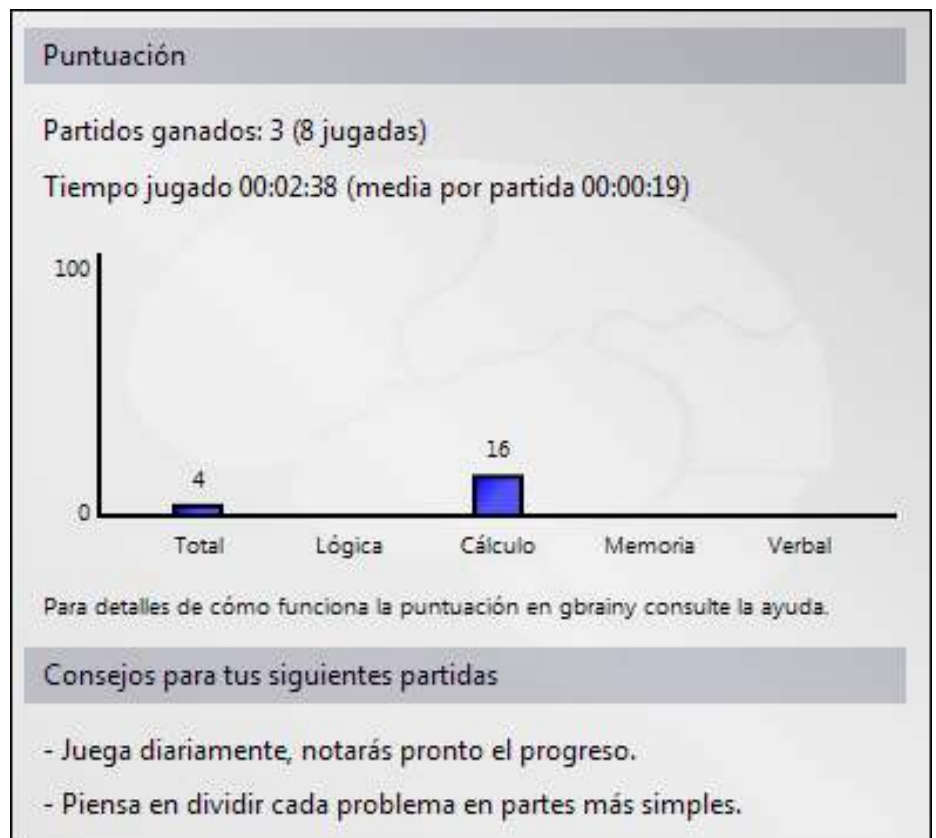 Puntuación
Partidos ganados: 3 (8 jugadas)
Tiempo jugado 00:02:38 (media por partida 00:00:19)
100
16
4
0
Total Lógica Cálculo Memoria Verbal
Para detalles de cómo funciona la puntuación en gbrainy consulte la ayuda.
Consejos para tus siguientes partidas
- Juega diariamente, notarás pronto el progreso.
- Piensa en dividir cada problema en partes más simples.